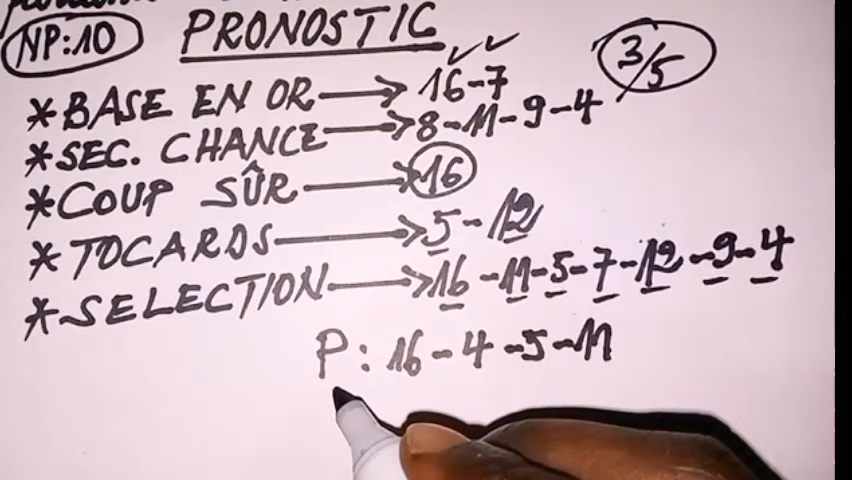 NP:10 PRONOSTIC
3/5
*BASE EN OR → 16-7
*SEC. CHANCE → 8-11-9-4
*COUP SÛR → 16
*TOCARDS → 5-12
*SELECTION → 16-11-5-7-12-9-4
P: 16-4-5-11